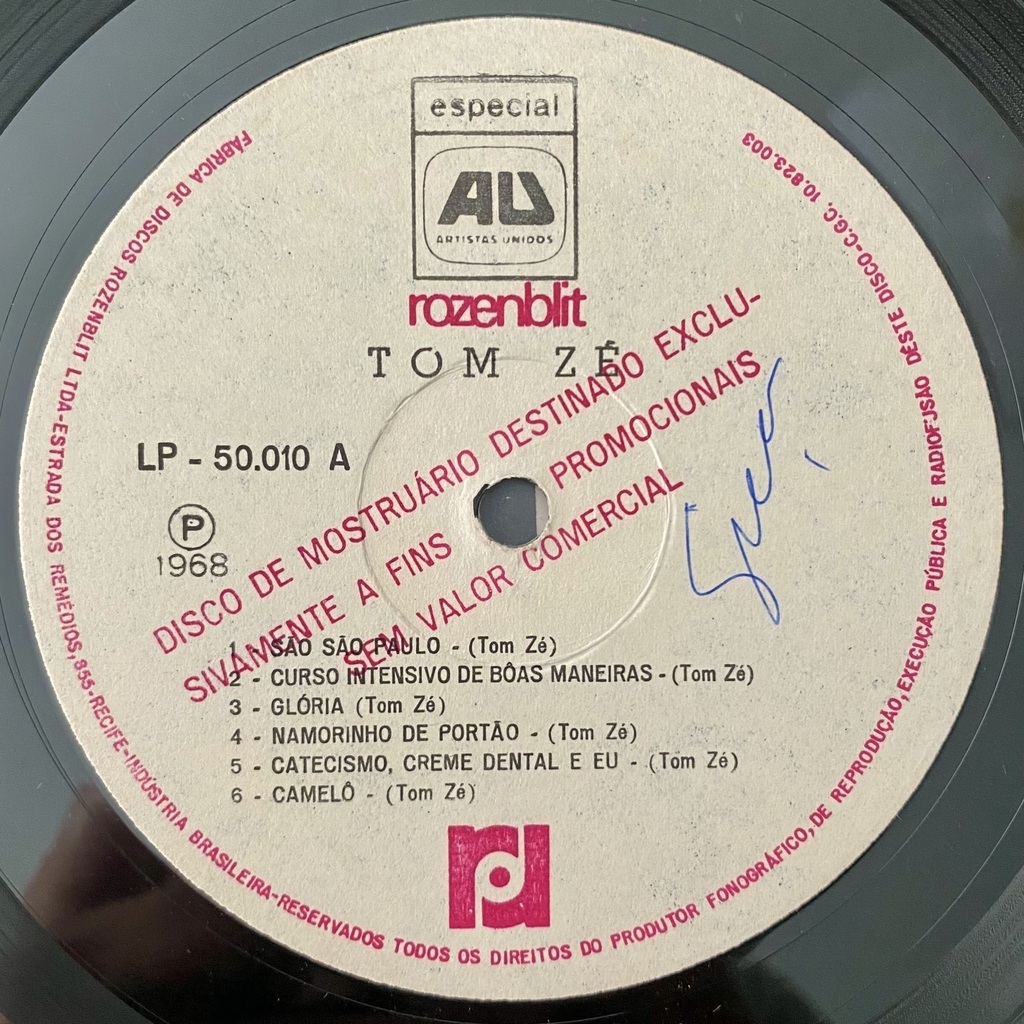 especial
AU
ARTISTAS UNIDOS
rozenblit
TOM ZÉ
LP - 50.010 A
P
1968
DISCO DE MOSTRUÁRIO DESTINADO EXCLU-
SIVAMENTE A FINS PROMOCIONAIS
SEM VALOR COMERCIAL
1 - SÃO SÃO PAULO - (Tom Zé)
2 - CURSO INTENSIVO DE BÔAS MANEIRAS - (Tom Zé)
3 - GLÓRIA (Tom Zé)
4 - NAMORINHO DE PORTÃO - (Tom Zé)
5 - CATECISMO, CREME DENTAL E EU - (Tom Zé)
6 - CAMELÔ - (Tom Zé)
FÁBRICA DE DISCOS ROZENBLIT LTDA-ESTRADA DOS REMÉDIOS, 855-RECIFE-INDÚSTRIA BRASILEIRA-RESERVADOS TODOS OS DIREITOS DO PRODUTOR FONOGRÁFICO, DE REPRODUÇÃO, EXECUÇÃO PÚBLICA E RADIOFUSÃO DESTE DISCO-C.G.C. 10.823.003